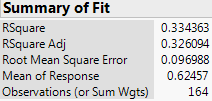 Summary of Fit
RSquare 0.334363
RSquare Adj 0.326094
Root Mean Square Error 0.096988
Mean of Response 0.62457
Observations (or Sum Wgts) 164